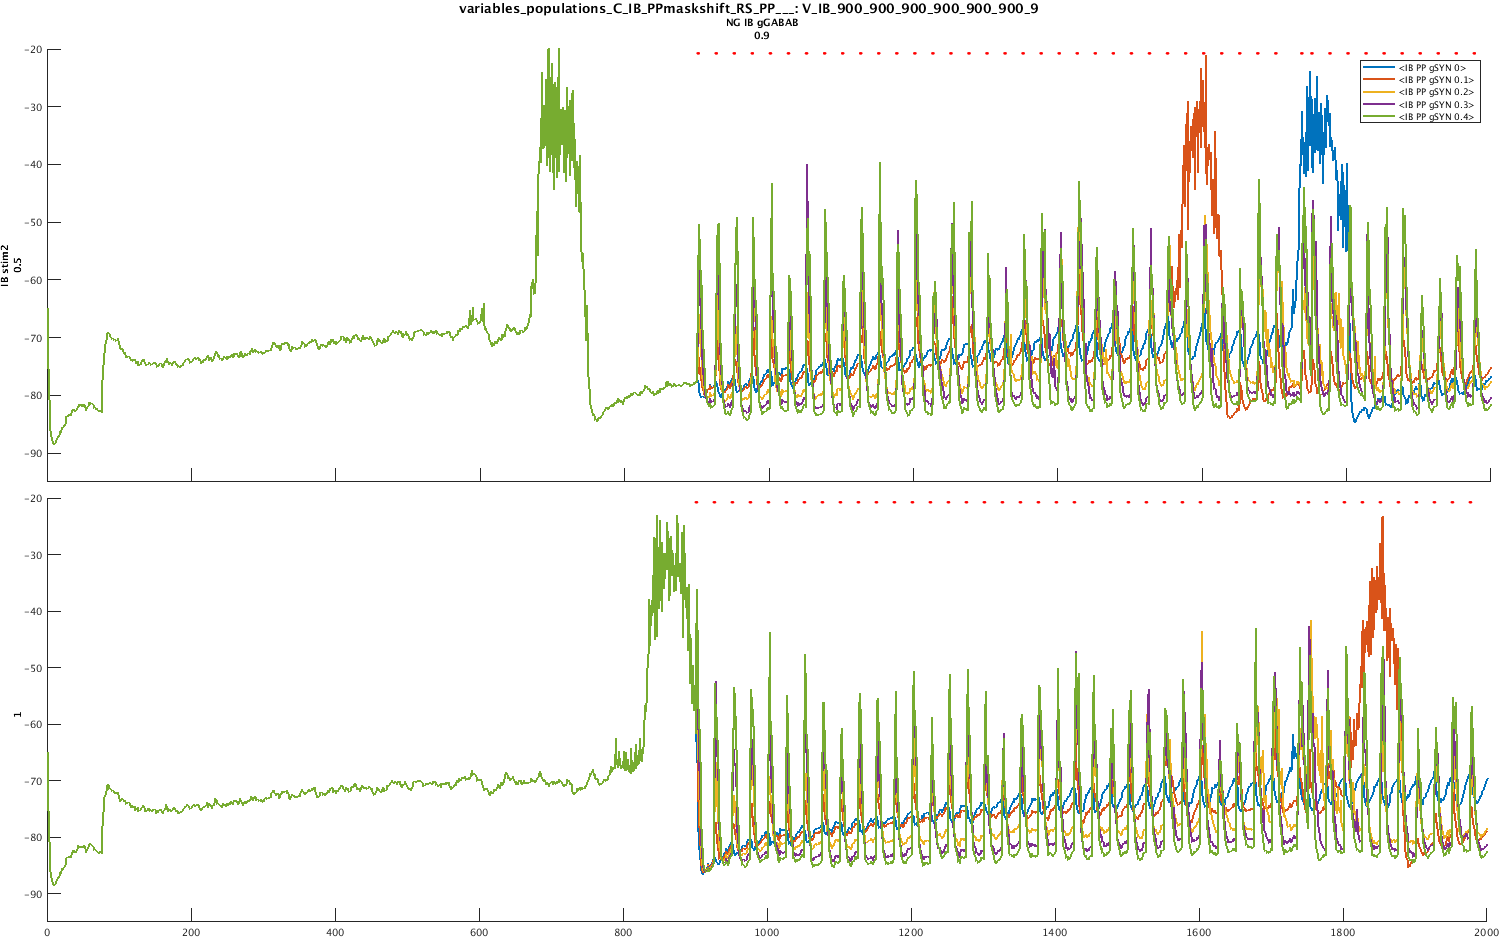 variables_populations_C_IB_PPmaskshift_RS_PP___: V_IB_900_900_900_900_900_900_9
NG IB gGABAB
0.9
-20
-30
-40
-50
-60
-70
-80
-90
IB stim2
0.5
<IB PP gSYN 0>
<IB PP gSYN 0.1>
<IB PP gSYN 0.2>
<IB PP gSYN 0.3>
<IB PP gSYN 0.4>
0 200 400 600 800 1000 1200 1400 1600 1800 2000
-20
-30
-40
-50
-60
-70
-80
-90
1
0 200 400 600 800 1000 1200 1400 1600 1800 2000